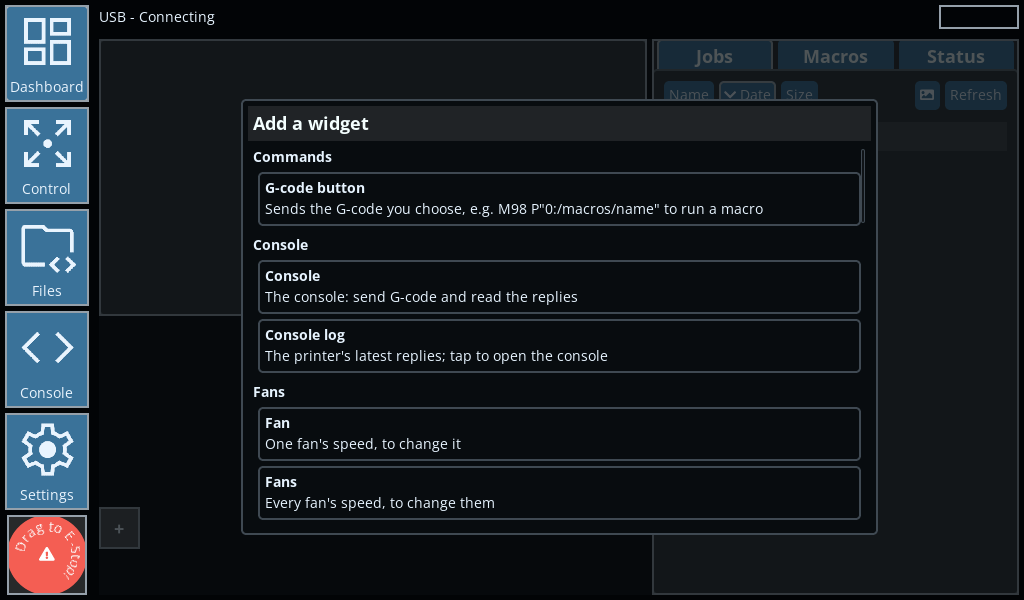 USB - Connecting
Dashboard
Control
Files
Console
Settings
Drag to E-Stop!
Jobs
Macros
Status
Name
Date
Size
Refresh
Add a widget
Commands
G-code button
Sends the G-code you choose, e.g. M98 P"0:/macros/name" to run a macro
Console
Console
The console: send G-code and read the replies
Console log
The printer's latest replies; tap to open the console
Fans
Fan
One fan's speed, to change it
Fans
Every fan's speed, to change them
+